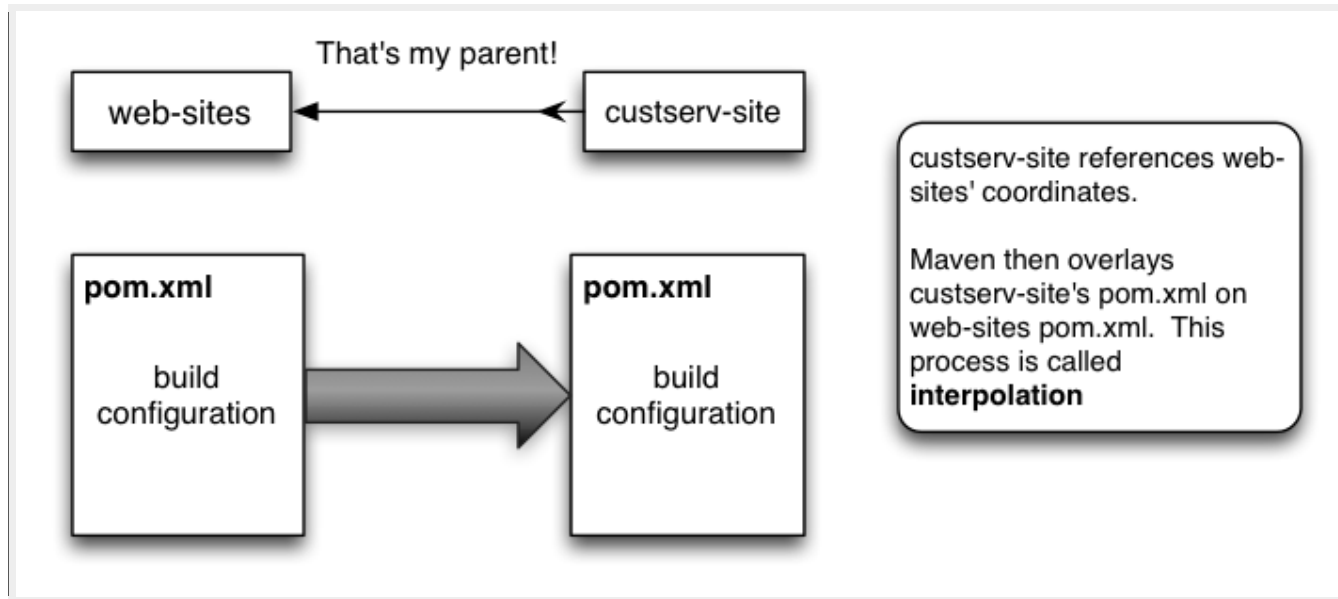 That's my parent!
web-sites
custserv-site
pom.xml
build
configuration
pom.xml
build
configuration
custserv-site references web-
sites' coordinates.
Maven then overlays
custserv-site's pom.xml on
web-sites pom.xml.  This
process is called
interpolation